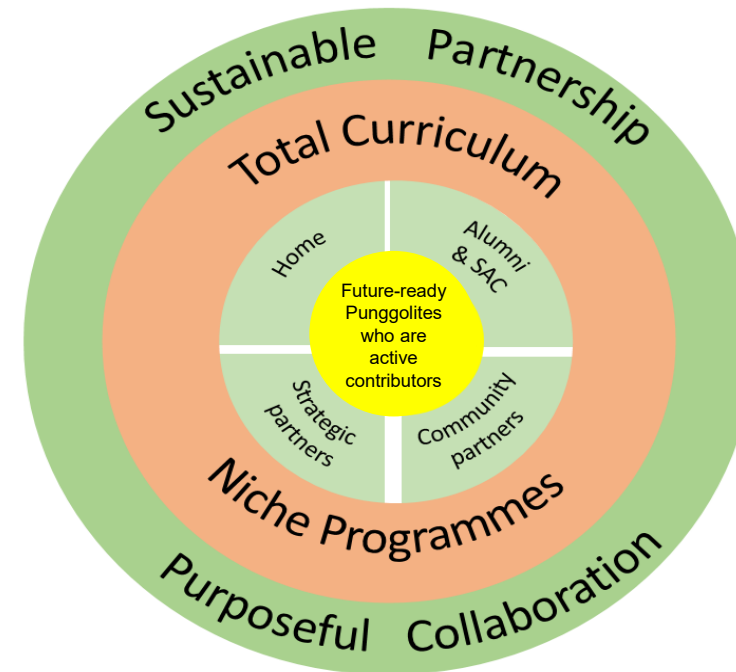 Sustainable Partnership
Total Curriculum
Home
Alumni
& SAC
Future-ready
Punggolites
who are
active
contributors
Strategic
partners
Community
partners
Niche Programmes
Purposeful Collaboration